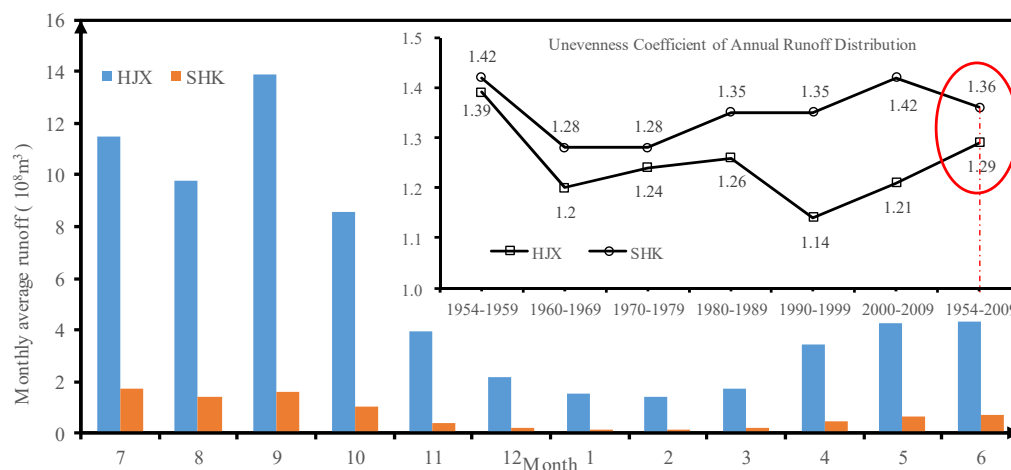 16
14
12
10
8
6
4
2
0
Monthly average runoff ( 10⁸m³ )
HJX SHK
7 8 9 10 11 12 1 2 3 4 5 6
Month
Unevenness Coefficient of Annual Runoff Distribution
1.5
1.4
1.3
1.2
1.1
1.0
1.42 1.28 1.28 1.35 1.35 1.42 1.36
1.39 1.2 1.24 1.26 1.14 1.21 1.29
HJX SHK
1954-1959 1960-1969 1970-1979 1980-1989 1990-1999 2000-2009 1954-2009